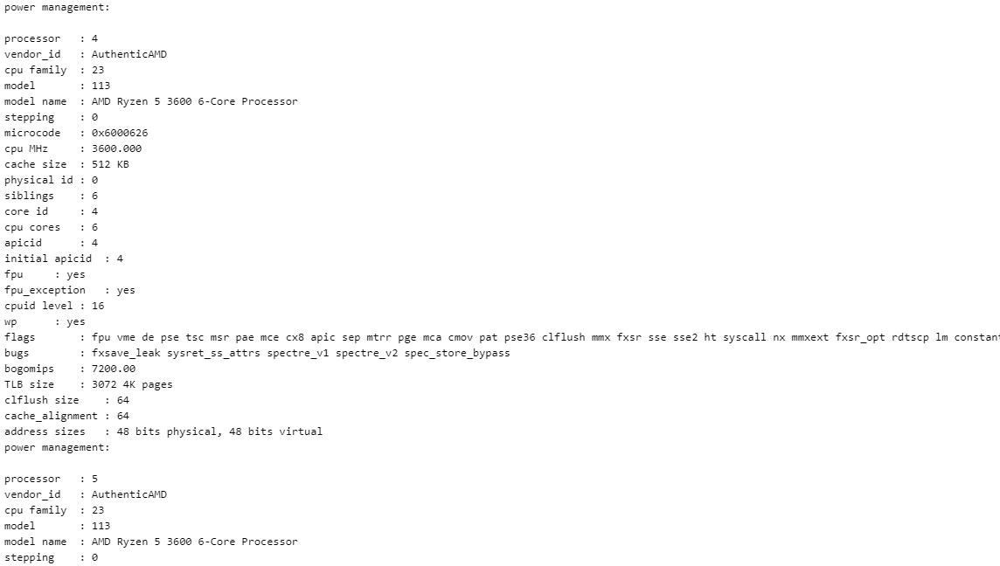 power management:
processor : 4
vendor_id : AuthenticAMD
cpu family : 23
model : 113
model name : AMD Ryzen 5 3600 6-Core Processor
stepping : 0
microcode : 0x6000626
cpu MHz : 3600.000
cache size : 512 KB
physical id : 0
siblings : 6
core id : 4
cpu cores : 6
apicid : 4
initial apicid : 4
fpu : yes
fpu_exception : yes
cpuid level : 16
wp : yes
flags : fpu vme de pse tsc msr pae mce cx8 apic sep mtrr pge mca cmov pat pse36 clflush mmx fxsr sse sse2 ht syscall nx mmxext fxsr_opt rdtscp lm constant
bugs : fxsave_leak sysret_ss_attrs spectre_v1 spectre_v2 spec_store_bypass
bogomips : 7200.00
TLB size : 3072 4K pages
clflush size : 64
cache_alignment : 64
address sizes : 48 bits physical, 48 bits virtual
power management:
processor : 5
vendor_id : AuthenticAMD
cpu family : 23
model : 113
model name : AMD Ryzen 5 3600 6-Core Processor
stepping : 0